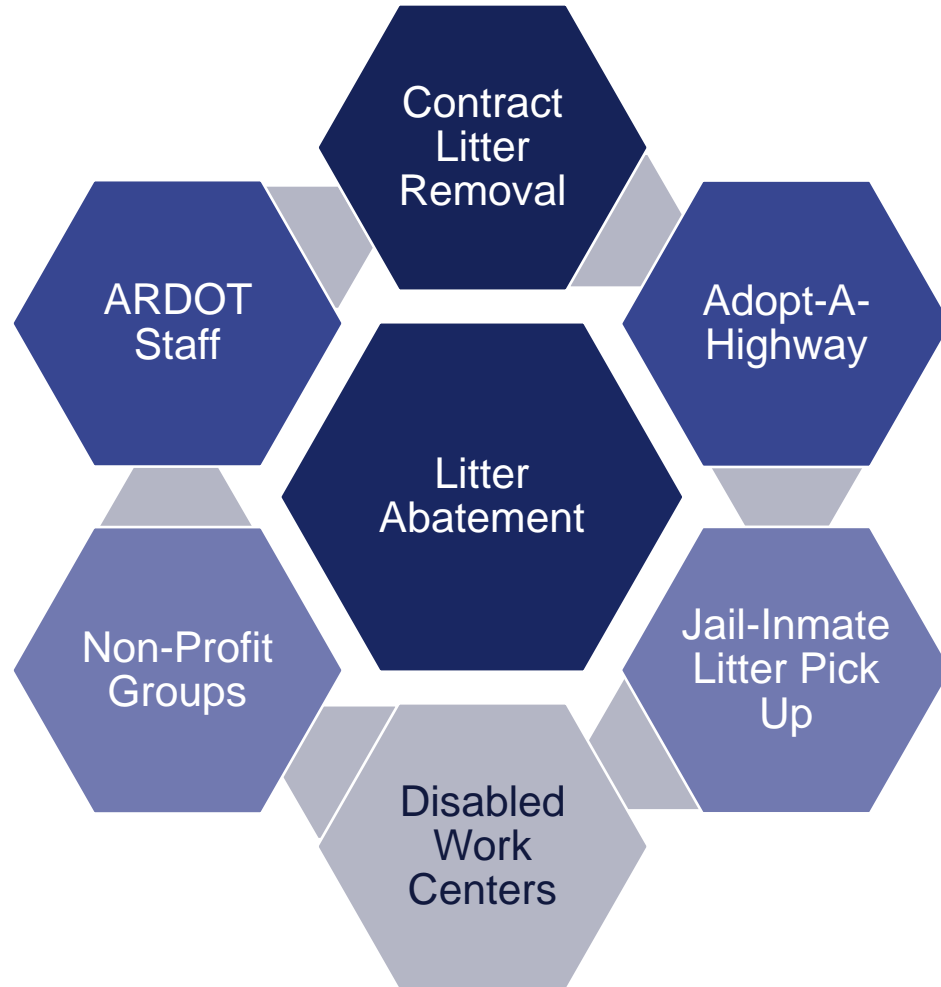 Contract
Litter
Removal
ARDOT
Staff
Adopt-A-
Highway
Litter
Abatement
Non-Profit
Groups
Jail-Inmate
Litter Pick
Up
Disabled
Work
Centers